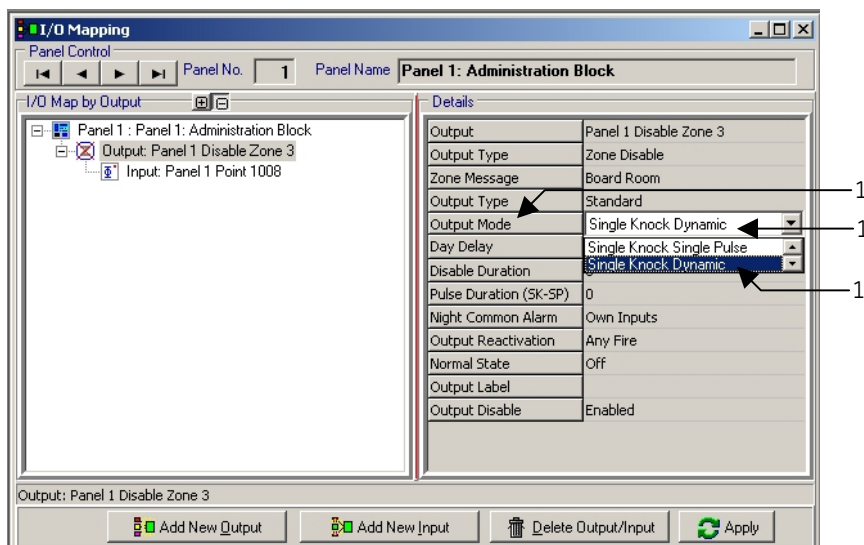 I/O Mapping
Panel Control
Panel No. 1 Panel Name Panel 1: Administration Block
I/O Map by Output
Panel 1 : Panel 1: Administration Block
Output: Panel 1 Disable Zone 3
Input: Panel 1 Point 1008
Details
Output Panel 1 Disable Zone 3
Output Type Zone Disable
Zone Message Board Room
Output Type Standard
Output Mode Single Knock Dynamic
Day Delay Single Knock Single Pulse
Disable Duration Single Knock Dynamic
Pulse Duration (SK-SP) 0
Night Common Alarm Own Inputs
Output Reactivation Any Fire
Normal State Off
Output Label
Output Disable Enabled
1
1
1
Output: Panel 1 Disable Zone 3
Add New Output Add New Input Delete Output/Input Apply